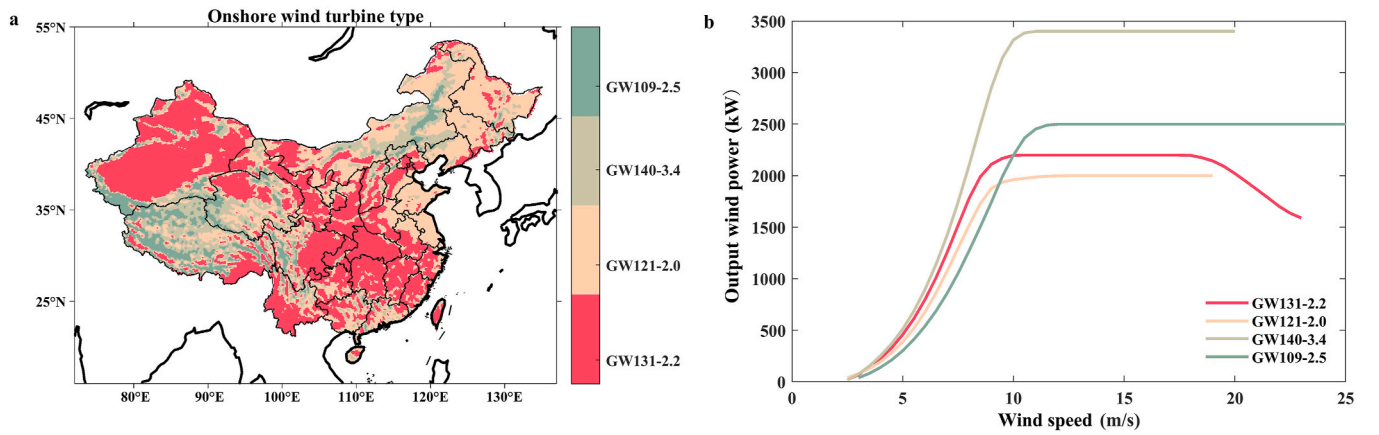 a
Onshore wind turbine type
55°N
45°N
35°N
25°N
80°E
90°E
100°E
110°E
120°E
130°E
GW109-2.5
GW140-3.4
GW121-2.0
GW131-2.2
b
Output wind power (kW)
3500
3000
2500
2000
1500
1000
500
0
0
5
10
15
20
25
Wind speed (m/s)
GW131-2.2
GW121-2.0
GW140-3.4
GW109-2.5